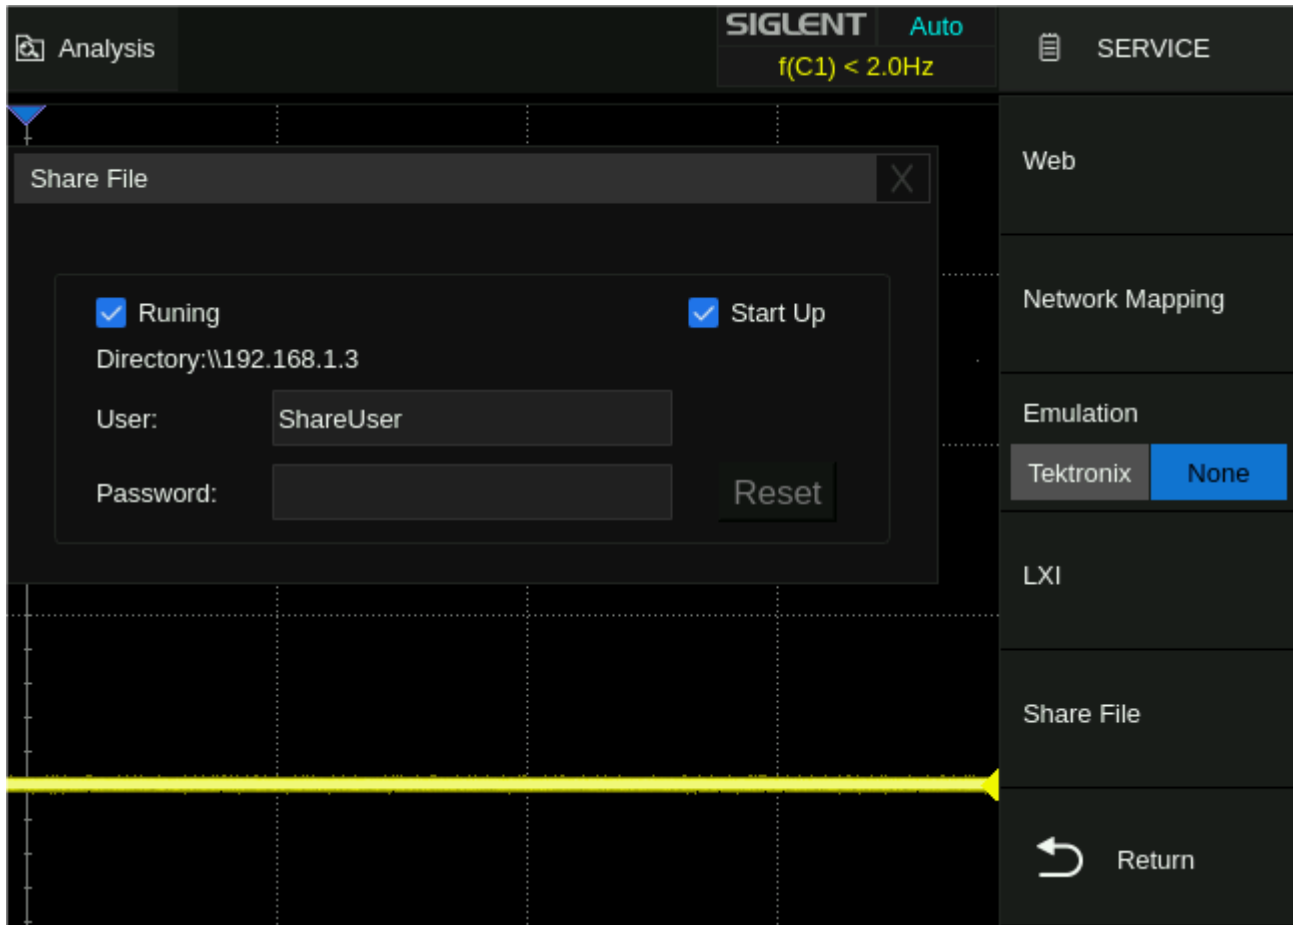 Analysis
SIGLENT Auto
f(C1) < 2.0Hz
SERVICE
Share File X
Runing Start Up
Directory:\\192.168.1.3
User: ShareUser
Password: Reset
Web
Network Mapping
Emulation
Tektronix None
LXI
Share File
Return